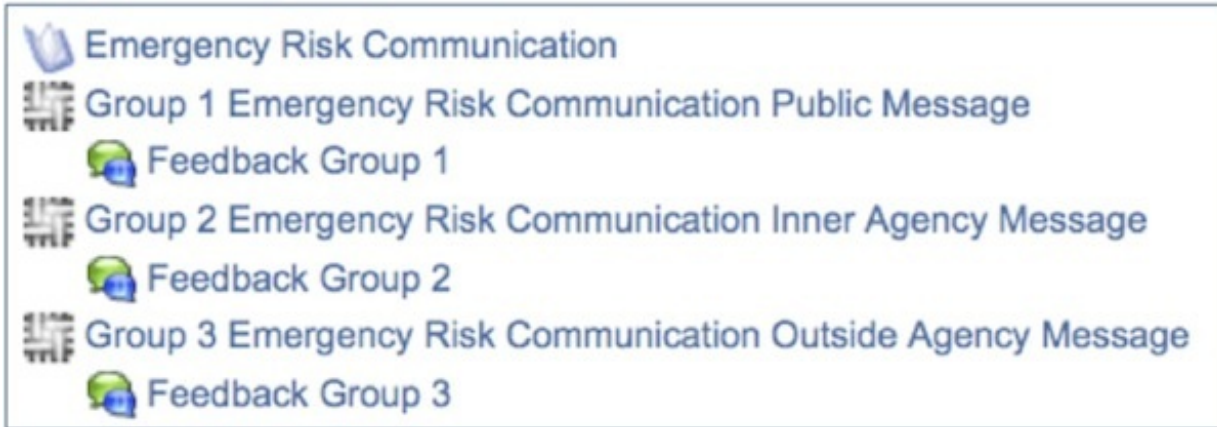 Emergency Risk Communication
Group 1 Emergency Risk Communication Public Message
Feedback Group 1
Group 2 Emergency Risk Communication Inner Agency Message
Feedback Group 2
Group 3 Emergency Risk Communication Outside Agency Message
Feedback Group 3